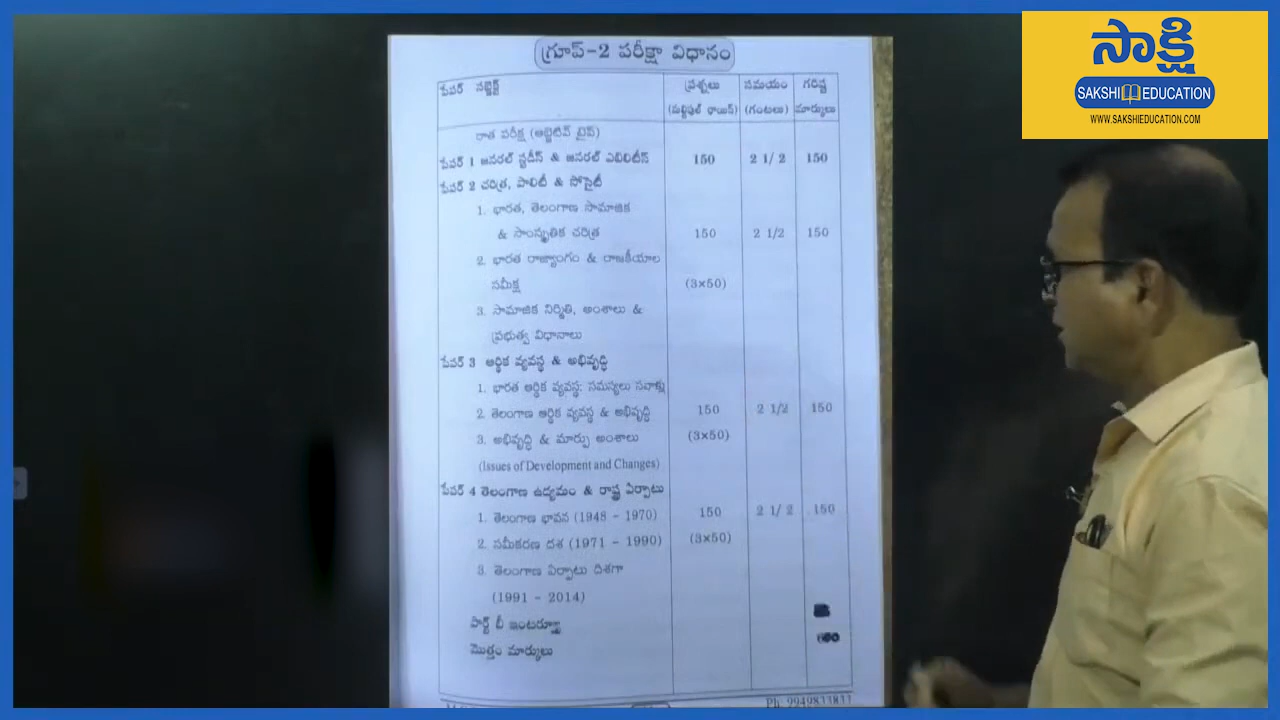 గ్రూప్-2 పరీక్షా విధానం
పేపర్ సబ్జెక్ట్ ప్రశ్నలు సమయం గరిష్ట
(మల్టిపుల్ ఛాయిస్) (గంటలు) మార్కులు
రాత పరీక్ష (ఆబ్జెక్టివ్ టైప్)
పేపర్ 1 జనరల్ స్టడీస్ & జనరల్ ఎబిలిటీస్ 150 2 1/ 2 150
పేపర్ 2 చరిత్ర, పాలిటీ & సోసైటీ
1. భారత, తెలంగాణ సామాజిక
& సాంస్కృతిక చరిత్ర 150 2 1/2 150
2. భారత రాజ్యాంగం & రాజకీయాల
సమీక్ష (3×50)
3. సామాజిక నిర్మితి, అంశాలు &
ప్రభుత్వ విధానాలు
పేపర్ 3 ఆర్థిక వ్యవస్థ & అభివృద్ధి
1. భారత ఆర్థిక వ్యవస్థ: సమస్యలు సవాళ్లు
2. తెలంగాణ ఆర్థిక వ్యవస్థ & అభివృద్ధి 150 2 1/2 150
3. అభివృద్ధి & మార్పు అంశాలు (3×50)
(Issues of Development and Changes)
పేపర్ 4 తెలంగాణ ఉద్యమం & రాష్ట్ర ఏర్పాటు
1. తెలంగాణ భావన (1948 - 1970) 150 2 1/ 2 150
2. సమీకరణ దశ (1971 - 1990) (3×50)
3. తెలంగాణ ఏర్పాటు దిశగా
(1991 - 2014)
పార్ట్ బీ ఇంటర్వ్యూ
మొత్తం మార్కులు
సాక్షి
SAKSHI EDUCATION
WWW.SAKSHIEDUCATION.COM